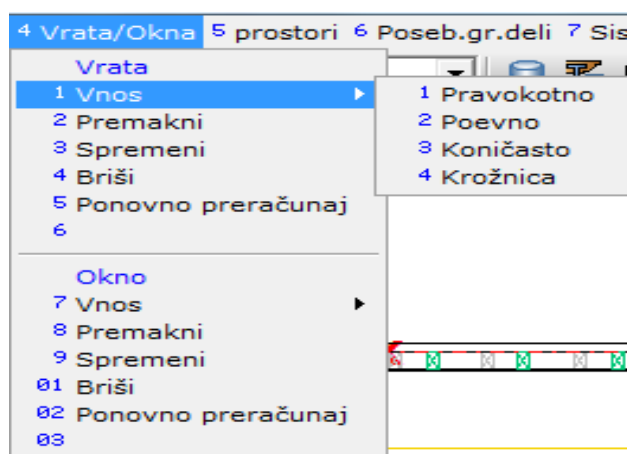 4 Vrata/Okna 5 prostori 6 Poseb.gr.deli 7 Sis
Vrata
1 Vnos
2 Premakni
3 Spremeni
4 Briši
5 Ponovno preračunaj
6
Okno
7 Vnos
8 Premakni
9 Spremeni
01 Briši
02 Ponovno preračunaj
03
1 Pravokotno
2 Poevno
3 Koničasto
4 Krožnica